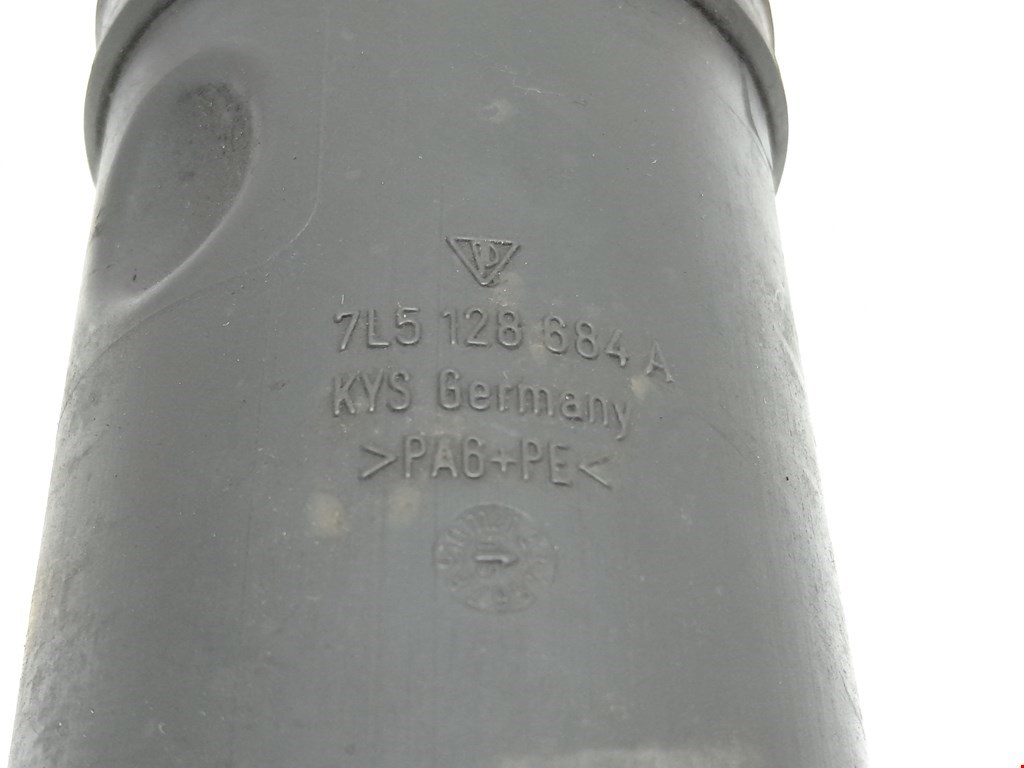 7L5 128 684 A
KYS Germany
>PA6+PE<